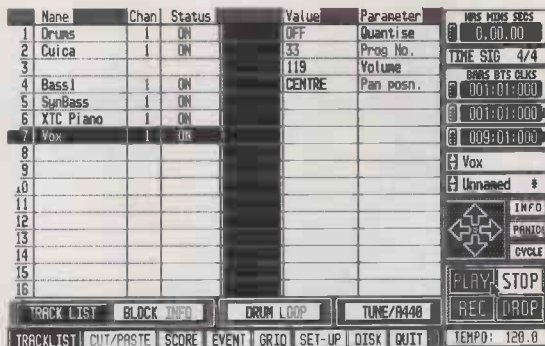 Name Chan Status Value Parameter HRS MINS SECS
1 Drums 1 ON OFF Quantise 0.00.00
2 Cuica 1 ON 33 Prog No. TIME SIG 4/4
3 119 Volume BARS BTS CLKS
4 Bass1 1 ON CENTRE Pan posn. 001:01:000
5 SynBass 1 ON
6 XTC Piano 1 ON 001:01:000
7 Vox 1 ON 009:01:000
8
9 Vox
10 Unnamed *
11 INFO
12 PANIC
13
14 CYCLE
15 PLAY STOP
16
TRACK LIST BLOCK INFO DRUM LOOP TUNE/A440 REC DROP
TRACKLIST CUT/PASTE SCORE EVENT GRID SET-UP DISK QUIT TEMPO: 120.0